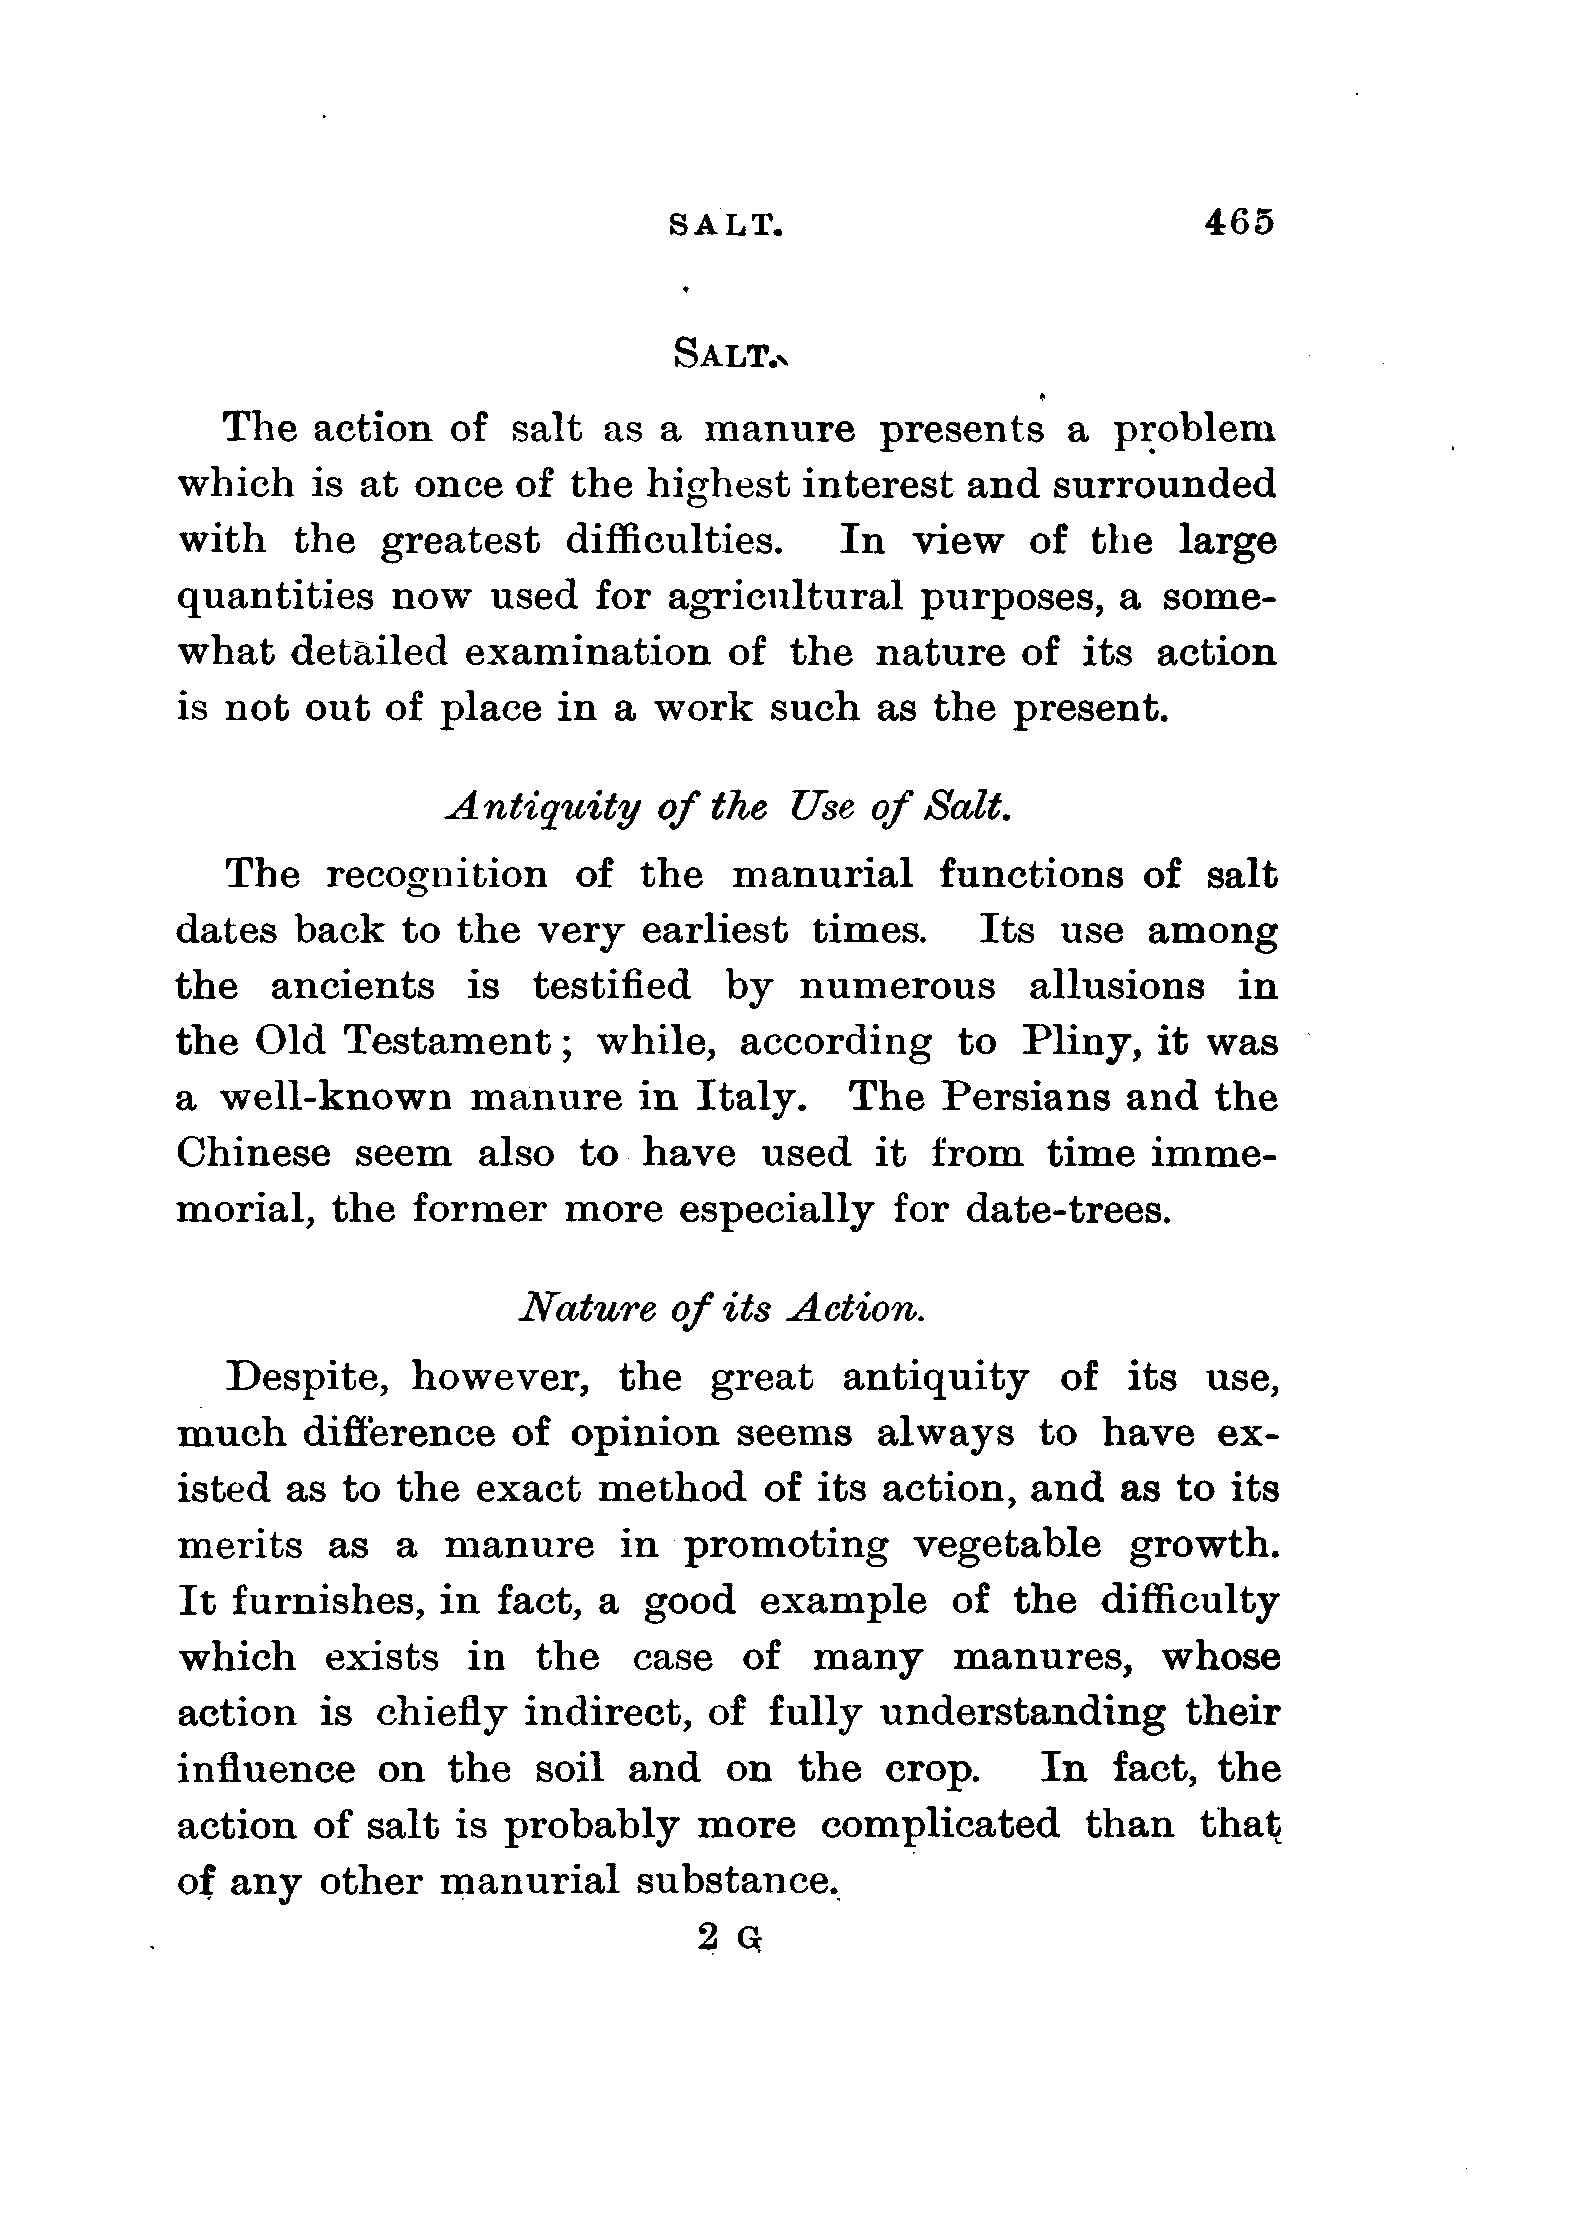 SALT. 465
SALT.
The action of salt as a manure presents a problem
which is at once of the highest interest and surrounded
with the greatest difficulties. In view of the large
quantities now used for agricultural purposes, a some-
what detailed examination of the nature of its action
is not out of place in a work such as the present.
Antiquity of the Use of Salt.
The recognition of the manurial functions of salt
dates back to the very earliest times. Its use among
the ancients is testified by numerous allusions in
the Old Testament; while, according to Pliny, it was
a well-known manure in Italy. The Persians and the
Chinese seem also to have used it from time imme-
morial, the former more especially for date-trees.
Nature of its Action.
Despite, however, the great antiquity of its use,
much difference of opinion seems always to have ex-
isted as to the exact method of its action, and as to its
merits as a manure in promoting vegetable growth.
It furnishes, in fact, a good example of the difficulty
which exists in the case of many manures, whose
action is chiefly indirect, of fully understanding their
influence on the soil and on the crop. In fact, the
action of salt is probably more complicated than that
of any other manurial substance.
2 G